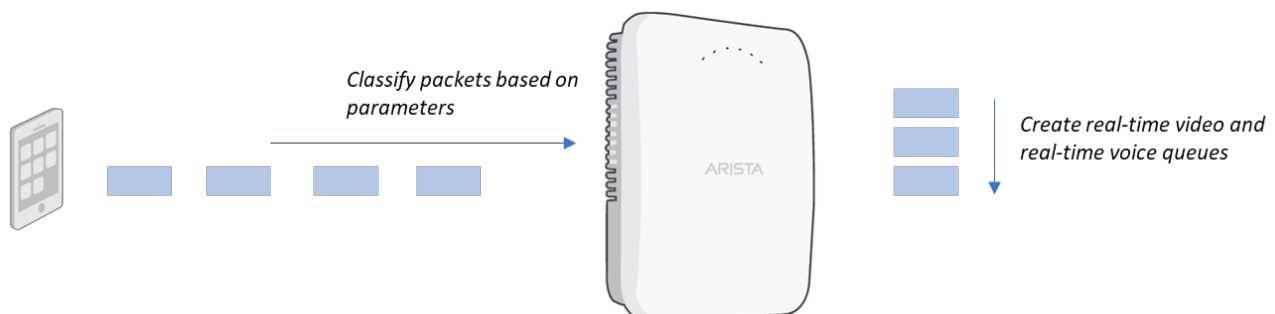 Classify packets based on
parameters
ARISTA
Create real-time video and
real-time voice queues